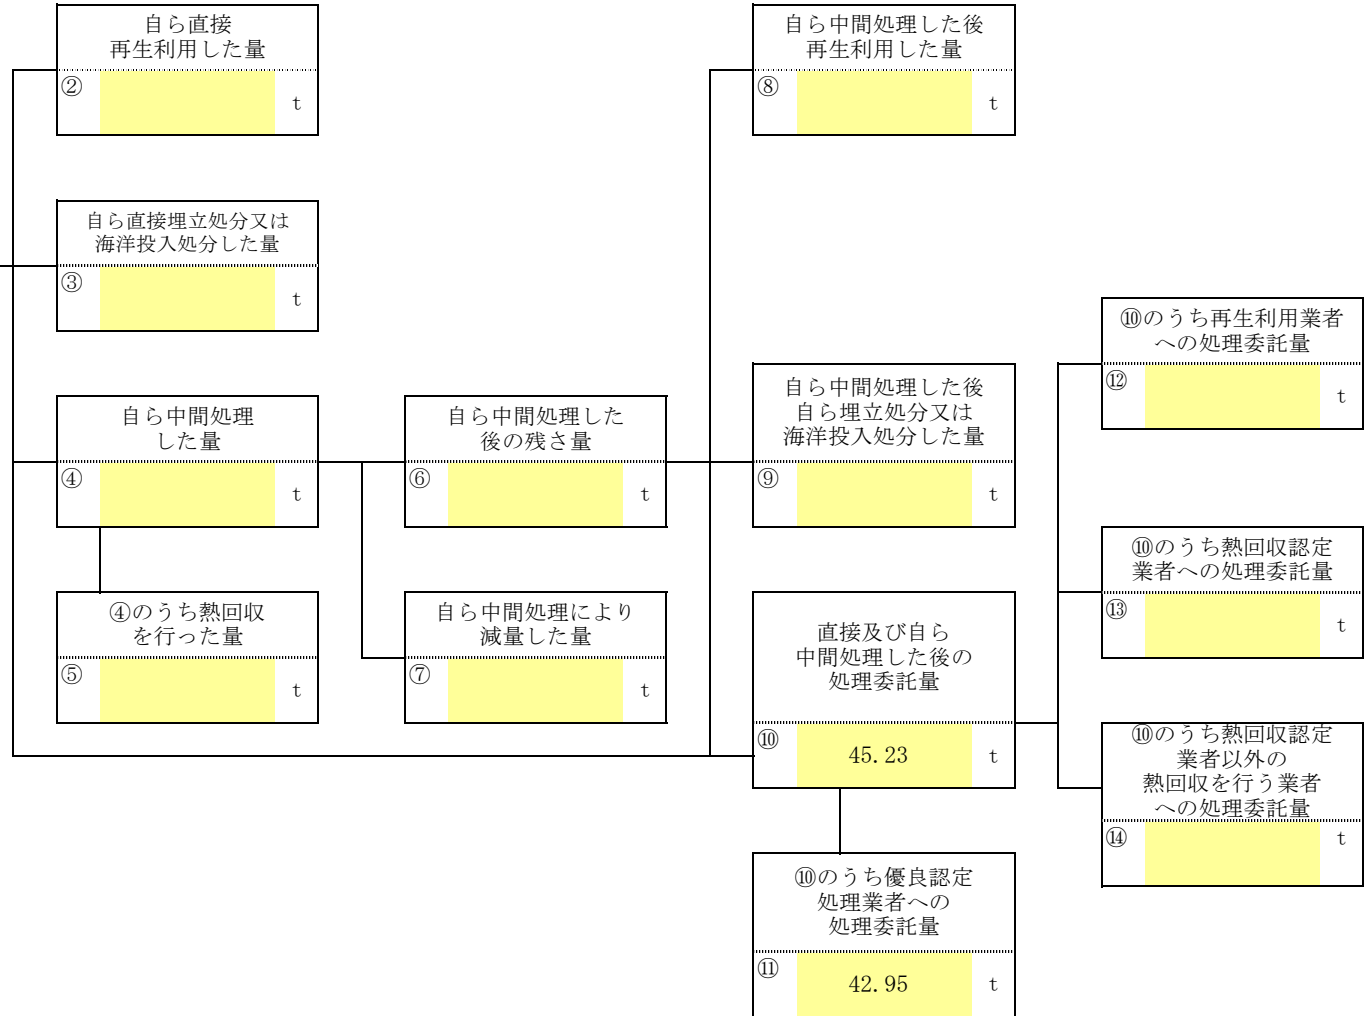 自ら直接
再生利用した量
②
t
自ら直接埋立処分又は
海洋投入処分した量
③
t
自ら中間処理
した量
④
t
④のうち熱回収
を行った量
⑤
t
自ら中間処理した
後の残さ量
⑥
t
自ら中間処理により
減量した量
⑦
t
自ら中間処理した後
再生利用した量
⑧
t
自ら中間処理した後
自ら埋立処分又は
海洋投入処分した量
⑨
t
直接及び自ら
中間処理した後の
処理委託量
⑩ 45.23 t
⑩のうち優良認定
処理業者への
処理委託量
⑪ 42.95 t
⑩のうち再生利用業者
への処理委託量
⑫
t
⑩のうち熱回収認定
業者への処理委託量
⑬
t
⑩のうち熱回収認定
業者以外の
熱回収を行う業者
への処理委託量
⑭
t